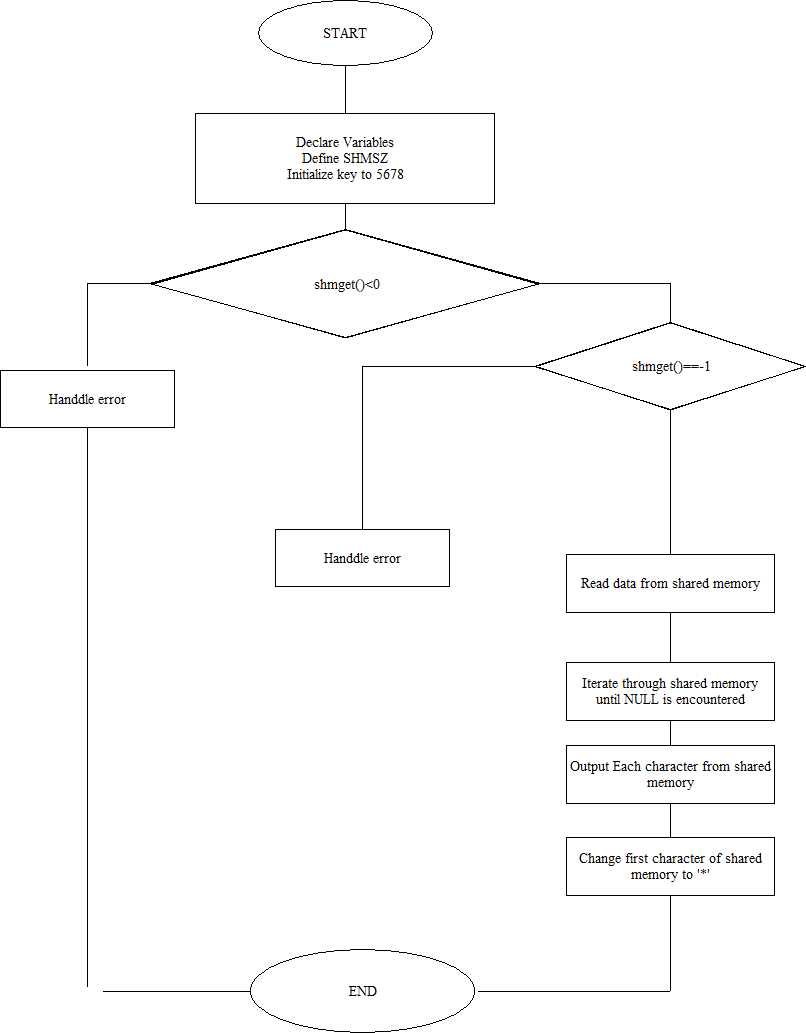 START
Declare Variables
Define SHMSZ
Initialize key to 5678
shmget()<0
shmget()==-1
Handdle error
Handdle error
Read data from shared memory
Iterate through shared memory
until NULL is encountered
Output Each character from shared
memory
Change first character of shared
memory to '*'
END